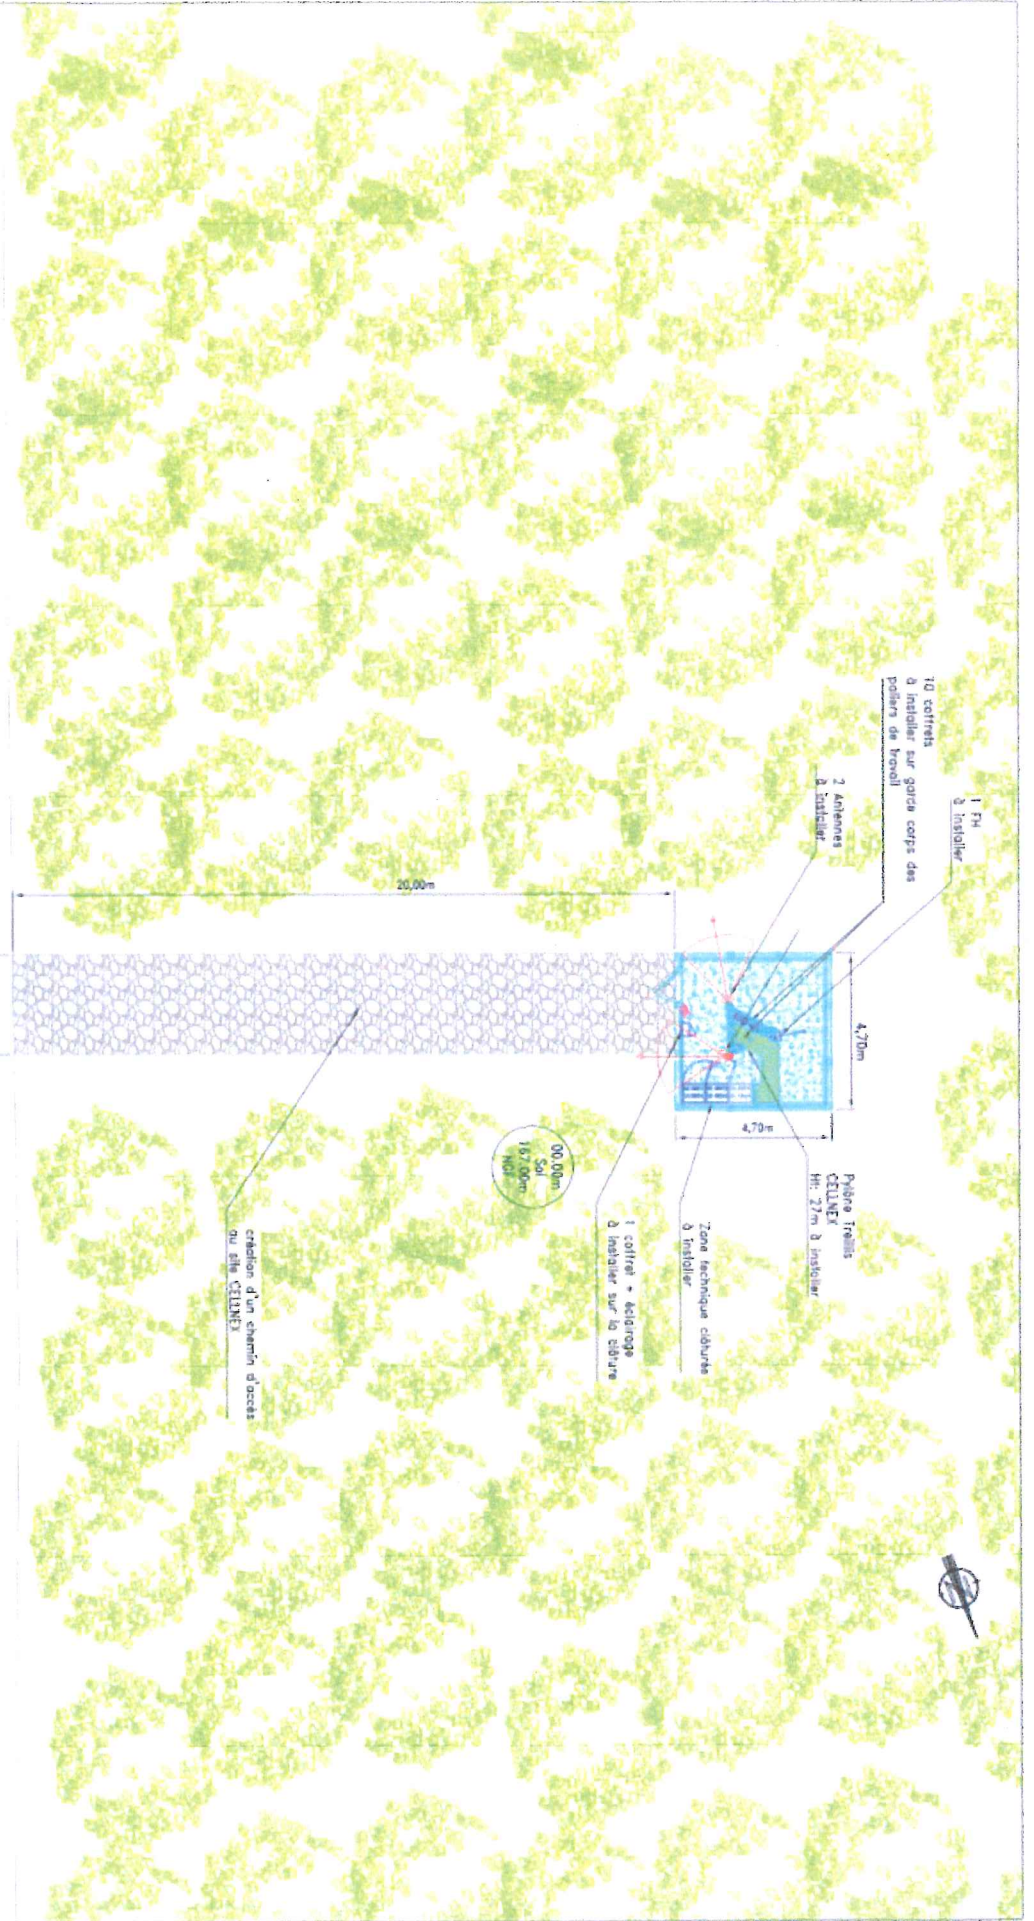 10 coffrets
à installer sur garde corps des
paliers de travail
1 FH
à installer
2 Antennes
à installer
20,00m
4,70m
4,70m
Pylône Treillis
CELLNEX
Ht: 27m à installer
Zone technique clôturée
à installer
1 coffret + éclairage
à installer sur la clôture
00.00m
Sol
167.00m
NGF
création d'un chemin d'accès
au site CELLNEX
N